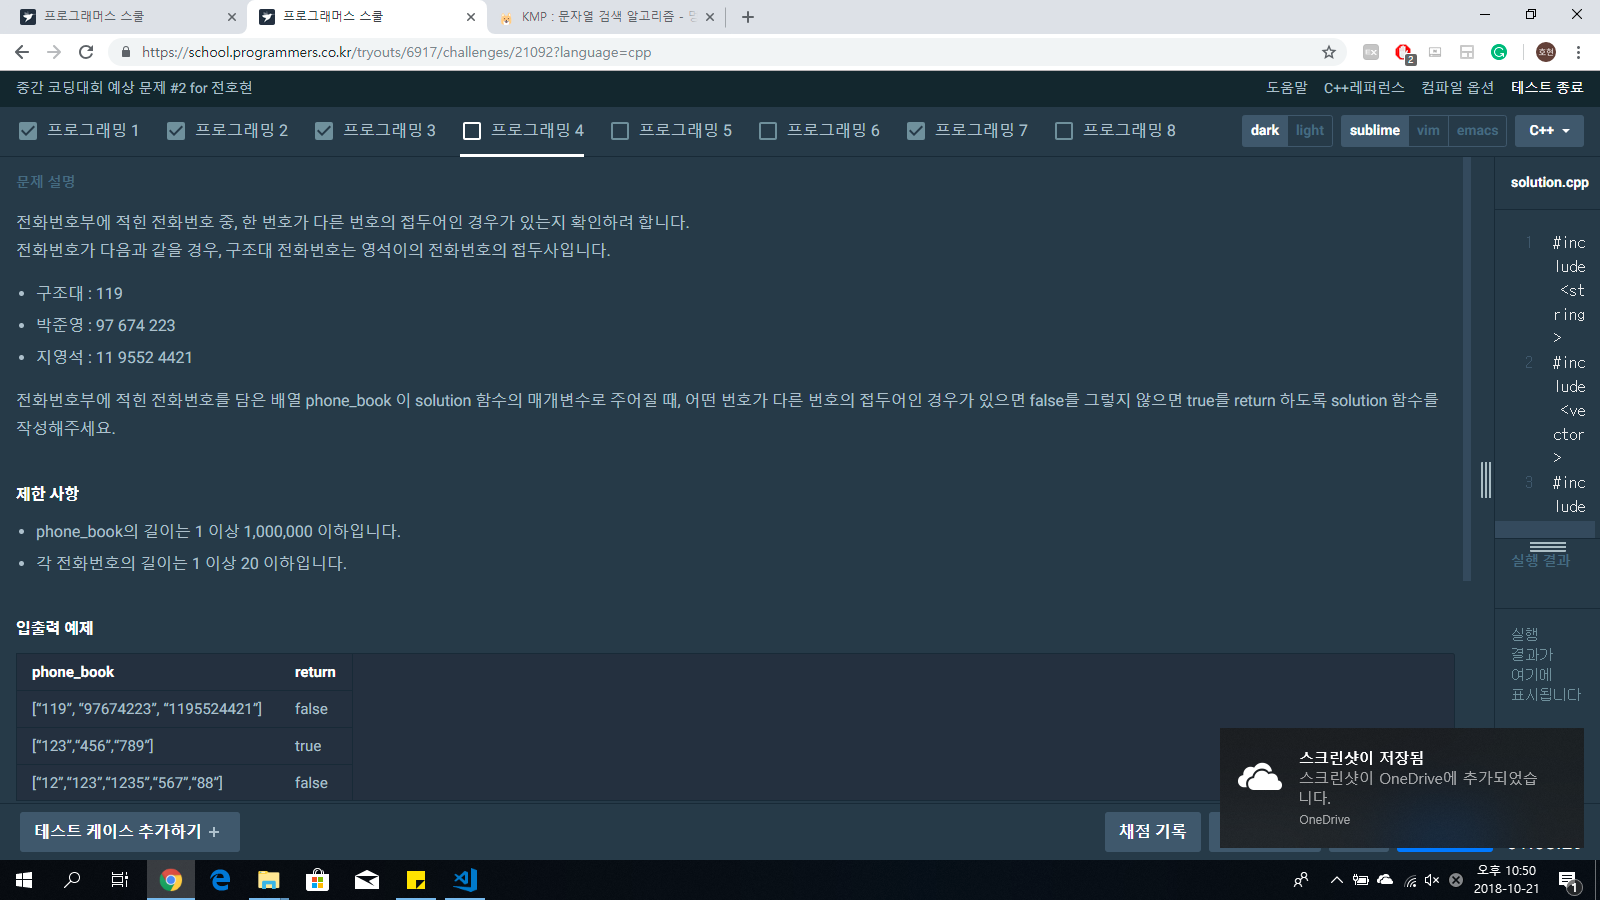 프로그래머스 스쿨
프로그래머스 스쿨
KMP : 문자열 검색 알고리즘 -
https://school.programmers.co.kr/tryouts/6917/challenges/21092?language=cpp
2
호현
중간 코딩대회 예상 문제 #2 for 전호현
도움말 C++레퍼런스 컴파일 옵션 테스트 종료
프로그래밍 1 프로그래밍 2 프로그래밍 3 프로그래밍 4 프로그래밍 5 프로그래밍 6 프로그래밍 7 프로그래밍 8
dark light sublime vim emacs C++
문제 설명
전화번호부에 적힌 전화번호 중, 한 번호가 다른 번호의 접두어인 경우가 있는지 확인하려 합니다.
전화번호가 다음과 같을 경우, 구조대 전화번호는 영석이의 전화번호의 접두사입니다.
• 구조대 : 119
• 박준영 : 97 674 223
• 지영석 : 11 9552 4421
전화번호부에 적힌 전화번호를 담은 배열 phone_book 이 solution 함수의 매개변수로 주어질 때, 어떤 번호가 다른 번호의 접두어인 경우가 있으면 false를 그렇지 않으면 true를 return 하도록 solution 함수를
작성해주세요.
제한 사항
• phone_book의 길이는 1 이상 1,000,000 이하입니다.
• 각 전화번호의 길이는 1 이상 20 이하입니다.
입출력 예제
phone_book return
[“119”, “97674223”, “1195524421”] false
[“123”,“456”,“789”] true
[“12”,“123”,“1235”,“567”,“88”] false
solution.cpp
1 #inc
lude
<st
ring
>
2 #inc
lude
<ve
ctor
>
3 #inc
lude
실행 결과
실행
결과가
여기에
표시됩니다
테스트 케이스 추가하기 +
채점 기록
스크린샷이 저장됨
스크린샷이 OneDrive에 추가되었습
니다.
OneDrive
오후 10:50
2018-10-21
1